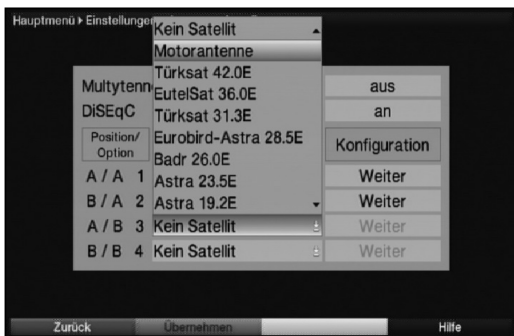 Hauptmenü ▸ Einstellungen
Kein Satellit
Motorantenne
Türksat 42.0E
Multytenn aus
EutelSat 36.0E
DiSEqC an
Türksat 31.3E
Position/ Option
Eurobird-Astra 28.5E
Konfiguration
Badr 26.0E
A / A 1 Astra 23.5E Weiter
B / A 2 Astra 19.2E Weiter
A / B 3 Kein Satellit Weiter
B / B 4 Kein Satellit Weiter
Zurück Übernehmen Hilfe